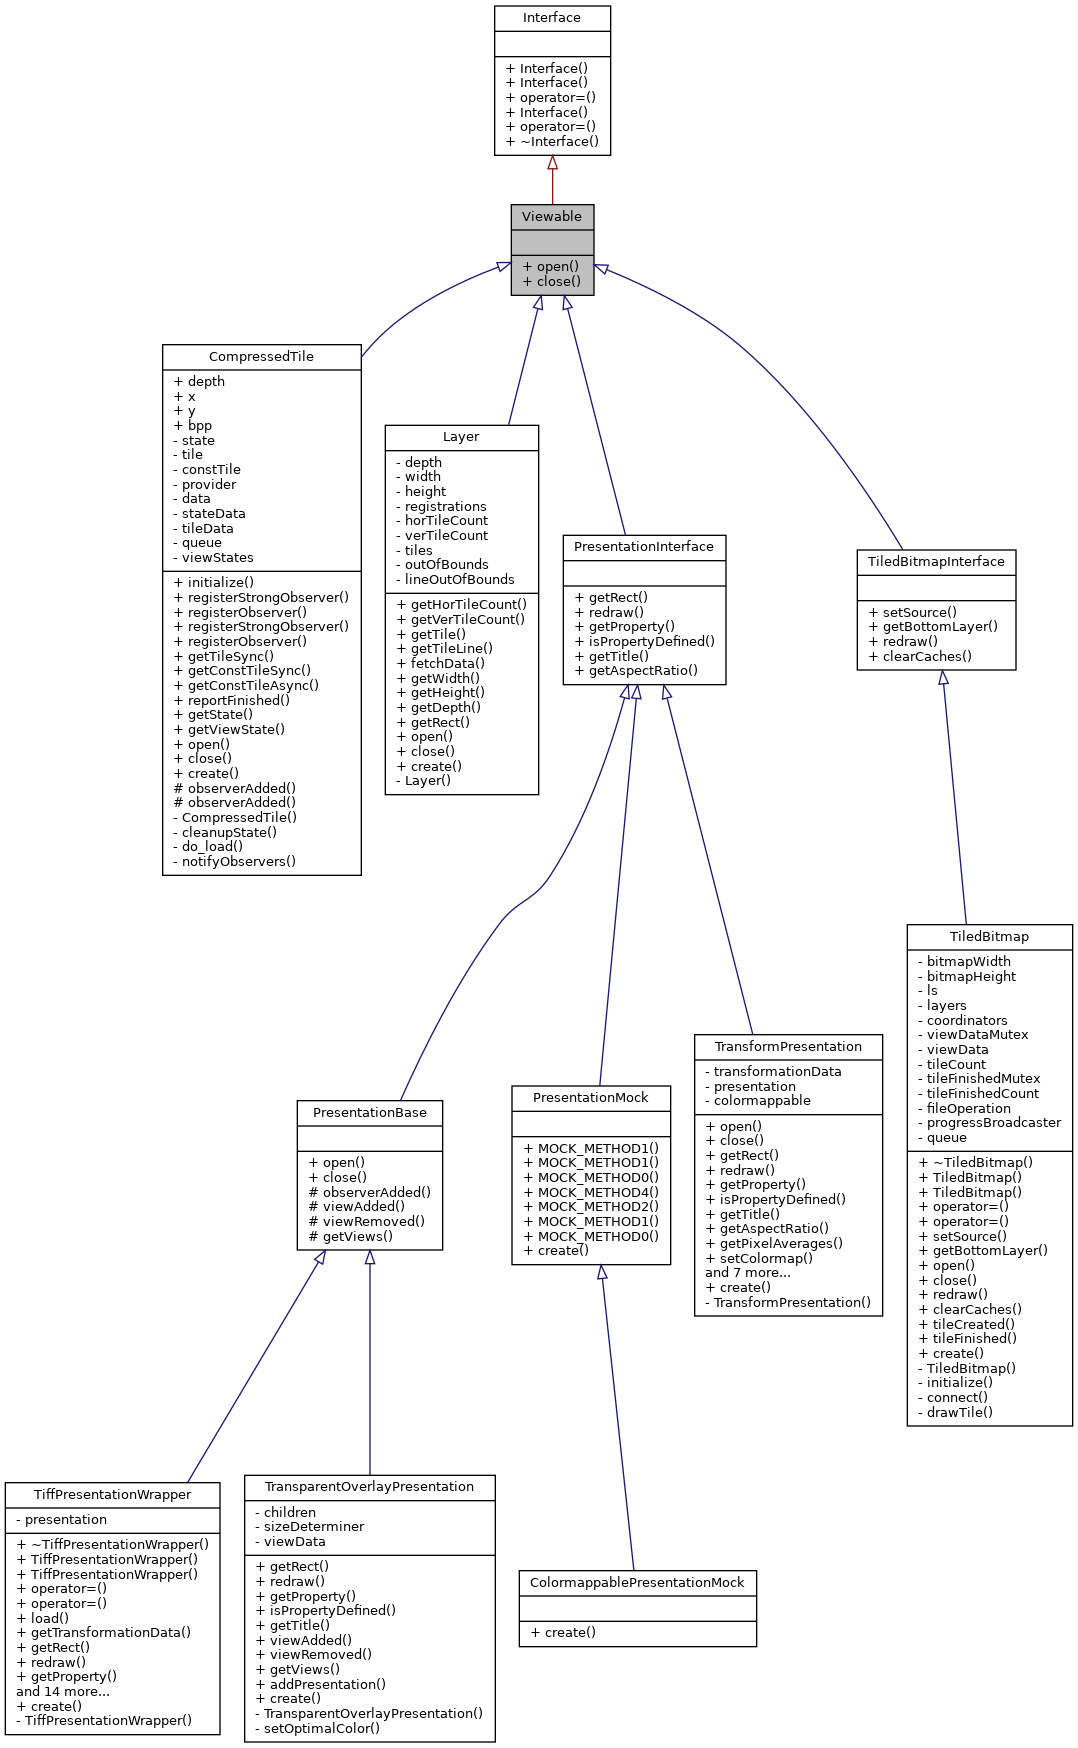 Interface
+ Interface()
+ Interface()
+ operator=()
+ Interface()
+ operator=()
+ ~Interface()
Viewable
+ open()
+ close()
CompressedTile
+ depth
+ x
+ y
+ bpp
- state
- tile
- constTile
- provider
- data
- stateData
- tileData
- queue
- viewStates
+ initialize()
+ registerStrongObserver()
+ registerObserver()
+ registerStrongObserver()
+ registerObserver()
+ getTileSync()
+ getConstTileSync()
+ getConstTileAsync()
+ reportFinished()
+ getState()
+ getViewState()
+ open()
+ close()
+ create()
# observerAdded()
# observerAdded()
- CompressedTile()
- cleanupState()
- do_load()
- notifyObservers()
Layer
- depth
- width
- height
- registrations
- horTileCount
- verTileCount
- tiles
- outOfBounds
- lineOutOfBounds
+ getHorTileCount()
+ getVerTileCount()
+ getTile()
+ getTileLine()
+ fetchData()
+ getWidth()
+ getHeight()
+ getDepth()
+ getRect()
+ open()
+ close()
+ create()
- Layer()
PresentationInterface
+ getRect()
+ redraw()
+ getProperty()
+ isPropertyDefined()
+ getTitle()
+ getAspectRatio()
TiledBitmapInterface
+ setSource()
+ getBottomLayer()
+ redraw()
+ clearCaches()
TiledBitmap
- bitmapWidth
- bitmapHeight
- ls
- layers
- coordinators
- viewDataMutex
- viewData
- tileCount
- tileFinishedMutex
- tileFinishedCount
- fileOperation
- progressBroadcaster
- queue
+ ~TiledBitmap()
+ TiledBitmap()
+ TiledBitmap()
+ operator=()
+ operator=()
+ setSource()
+ getBottomLayer()
+ open()
+ close()
+ redraw()
+ clearCaches()
+ tileCreated()
+ tileFinished()
+ create()
- TiledBitmap()
- initialize()
- connect()
- drawTile()
PresentationBase
+ open()
+ close()
# observerAdded()
# viewAdded()
# viewRemoved()
# getViews()
PresentationMock
+ MOCK_METHOD1()
+ MOCK_METHOD1()
+ MOCK_METHOD0()
+ MOCK_METHOD4()
+ MOCK_METHOD2()
+ MOCK_METHOD1()
+ MOCK_METHOD0()
+ create()
TransformPresentation
- transformationData
- presentation
- colormappable
+ open()
+ close()
+ getRect()
+ redraw()
+ getProperty()
+ isPropertyDefined()
+ getTitle()
+ getAspectRatio()
+ getPixelAverages()
+ setColormap()
and 7 more...
+ create()
- TransformPresentation()
TiffPresentationWrapper
- presentation
+ ~TiffPresentationWrapper()
+ TiffPresentationWrapper()
+ TiffPresentationWrapper()
+ operator=()
+ operator=()
+ load()
+ getTransformationData()
+ getRect()
+ redraw()
+ getProperty()
and 14 more...
+ create()
- TiffPresentationWrapper()
TransparentOverlayPresentation
- children
- sizeDeterminer
- viewData
+ getRect()
+ redraw()
+ getProperty()
+ isPropertyDefined()
+ getTitle()
+ viewAdded()
+ viewRemoved()
+ getViews()
+ addPresentation()
+ create()
- TransparentOverlayPresentation()
- setOptimalColor()
ColormappablePresentationMock
+ create()